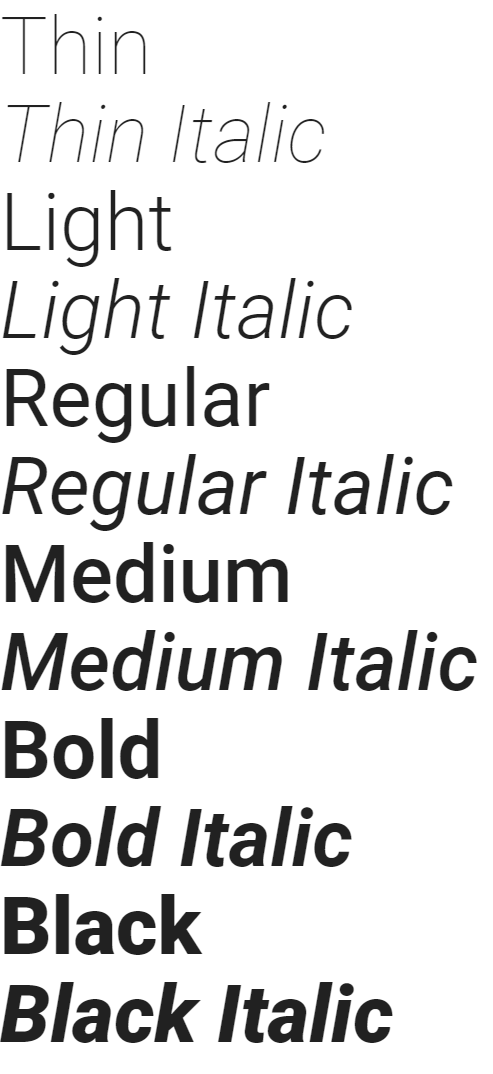 Thin
Thin Italic
Light
Light Italic
Regular
Regular Italic
Medium
Medium Italic
Bold
Bold Italic
Black
Black Italic